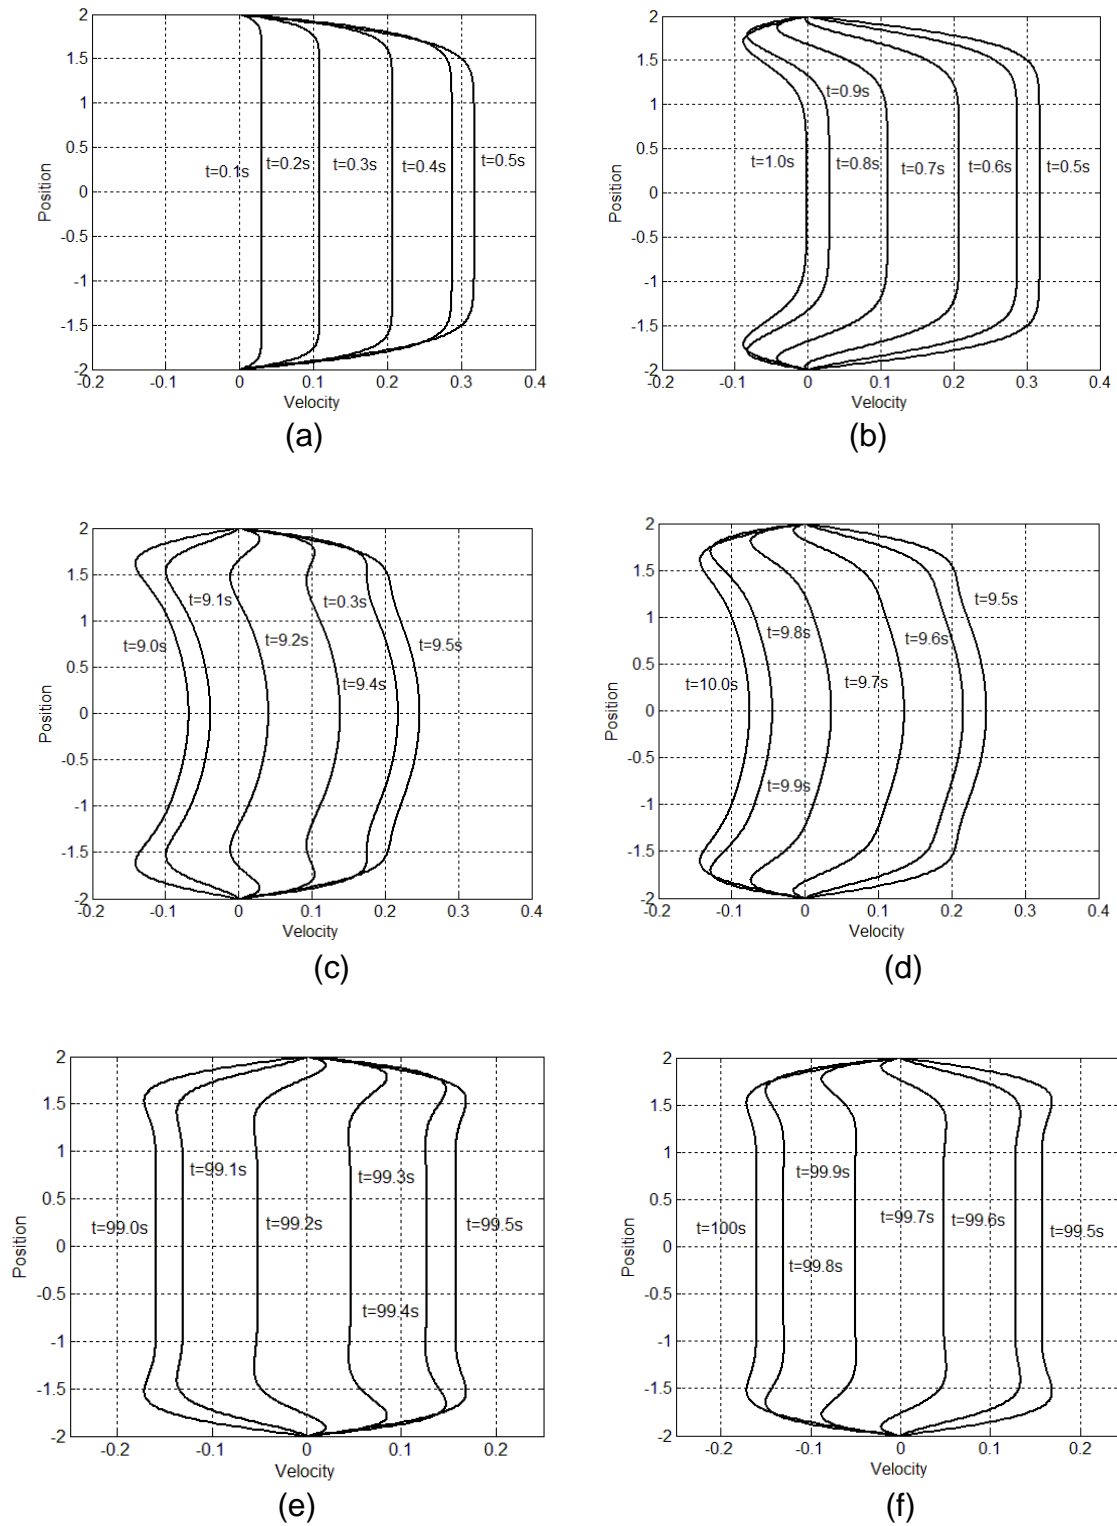 2
1.5
1
0.5
0
-0.5
-1
-1.5
-2
Position
t=0.1s
t=0.2s
t=0.3s
t=0.4s
t=0.5s
-0.2
-0.1
0
0.1
0.2
0.3
0.4
Velocity
(a)
2
1.5
1
0.5
0
-0.5
-1
-1.5
-2
Position
t=0.9s
t=1.0s
t=0.8s
t=0.7s
t=0.6s
t=0.5s
-0.2
-0.1
0
0.1
0.2
0.3
0.4
Velocity
(b)
2
1.5
1
0.5
0
-0.5
-1
-1.5
-2
Position
t=9.1s
t=0.3s
t=9.0s
t=9.2s
t=9.5s
t=9.4s
-0.2
-0.1
0
0.1
0.2
0.3
0.4
Velocity
(c)
2
1.5
1
0.5
0
-0.5
-1
-1.5
-2
Position
t=9.5s
t=9.8s
t=9.6s
t=10.0s
t=9.7s
t=9.9s
-0.2
-0.1
0
0.1
0.2
0.3
0.4
Velocity
(d)
2
1.5
1
0.5
0
-0.5
-1
-1.5
-2
Position
t=99.1s
t=99.3s
t=99.0s
t=99.2s
t=99.5s
t=99.4s
-0.2
-0.1
0
0.1
0.2
Velocity
(e)
2
1.5
1
0.5
0
-0.5
-1
-1.5
-2
Position
t=99.9s
t=100s
t=99.7s
t=99.6s
t=99.5s
t=99.8s
-0.2
-0.1
0
0.1
0.2
Velocity
(f)